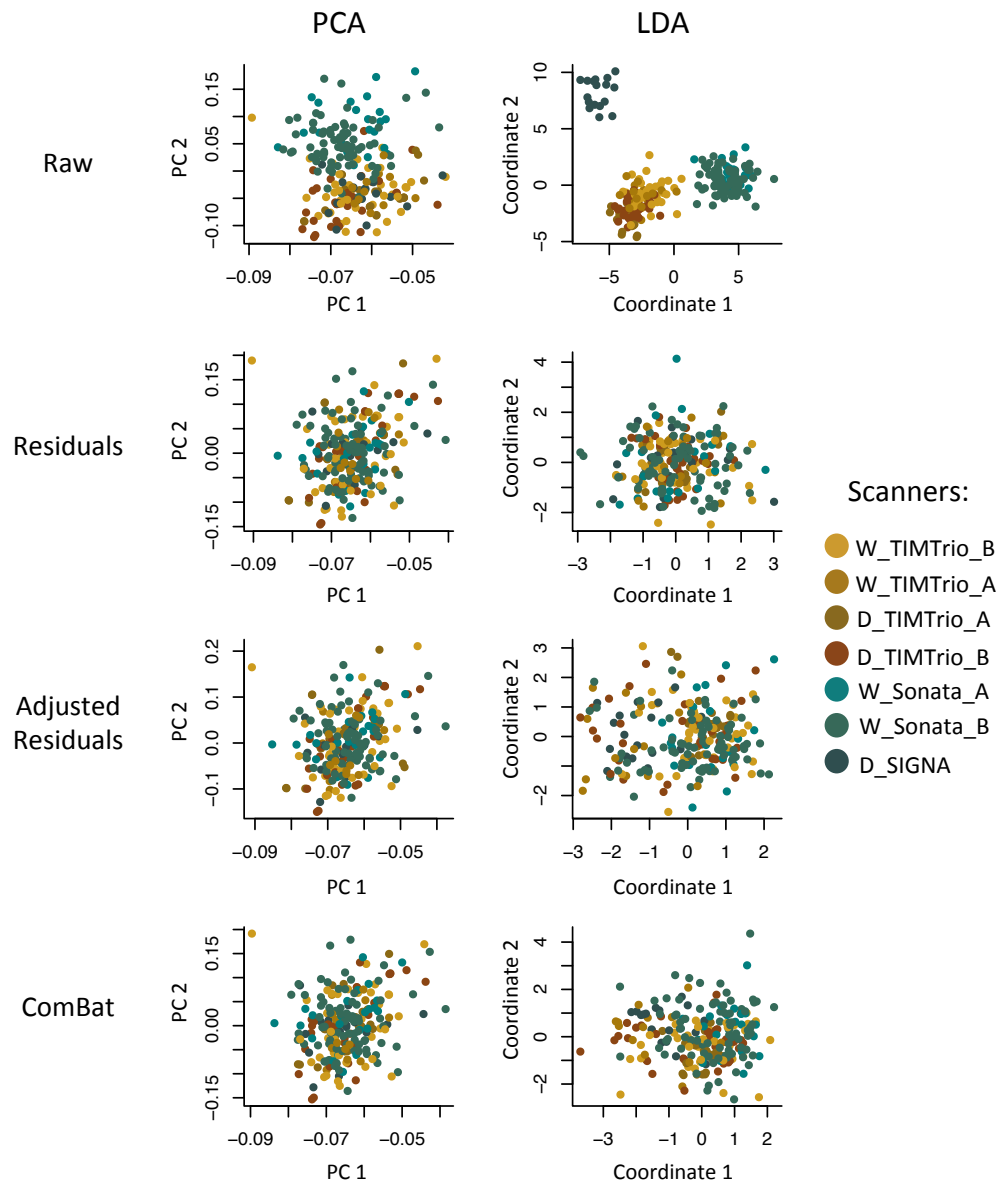 PCA
LDA
Raw
PC 2
0.15
0.05
−0.10
−0.09
−0.07
−0.05
PC 1
Coordinate 2
10
5
0
−5
−5
0
5
Coordinate 1
Residuals
PC 2
0.15
0.00
−0.15
−0.09
−0.07
−0.05
PC 1
Coordinate 2
4
2
0
−2
−3
−2
−1
0
1
2
3
Coordinate 1
Adjusted
Residuals
PC 2
0.2
0.1
0.0
−0.1
−0.09
−0.07
−0.05
PC 1
Coordinate 2
3
2
1
0
−2
−3
−2
−1
0
1
2
Coordinate 1
ComBat
PC 2
0.15
0.00
−0.15
−0.09
−0.07
−0.05
PC 1
Coordinate 2
4
2
0
−2
−3
−1
0
1
2
Coordinate 1
Scanners:
W_TIMTrio_B
W_TIMTrio_A
D_TIMTrio_A
D_TIMTrio_B
W_Sonata_A
W_Sonata_B
D_SIGNA